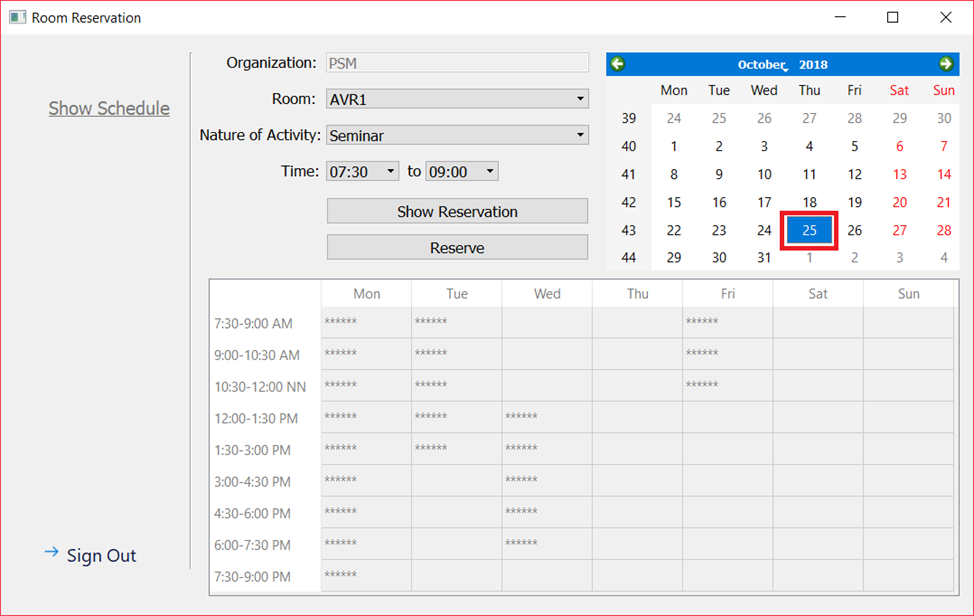 Room Reservation
Show Schedule
Sign Out
Organization: PSM
Room: AVR1
Nature of Activity: Seminar
Time: 07:30 to 09:00
Show Reservation
Reserve
October, 2018
Mon Tue Wed Thu Fri Sat Sun
39 24 25 26 27 28 29 30
40 1 2 3 4 5 6 7
41 8 9 10 11 12 13 14
42 15 16 17 18 19 20 21
43 22 23 24 25 26 27 28
44 29 30 31 1 2 3 4
Mon Tue Wed Thu Fri Sat Sun
7:30-9:00 AM ****** ****** ******
9:00-10:30 AM ****** ****** ******
10:30-12:00 NN ****** ****** ******
12:00-1:30 PM ****** ****** ******
1:30-3:00 PM ****** ****** ******
3:00-4:30 PM ****** ******
4:30-6:00 PM ****** ******
6:00-7:30 PM ****** ******
7:30-9:00 PM ******